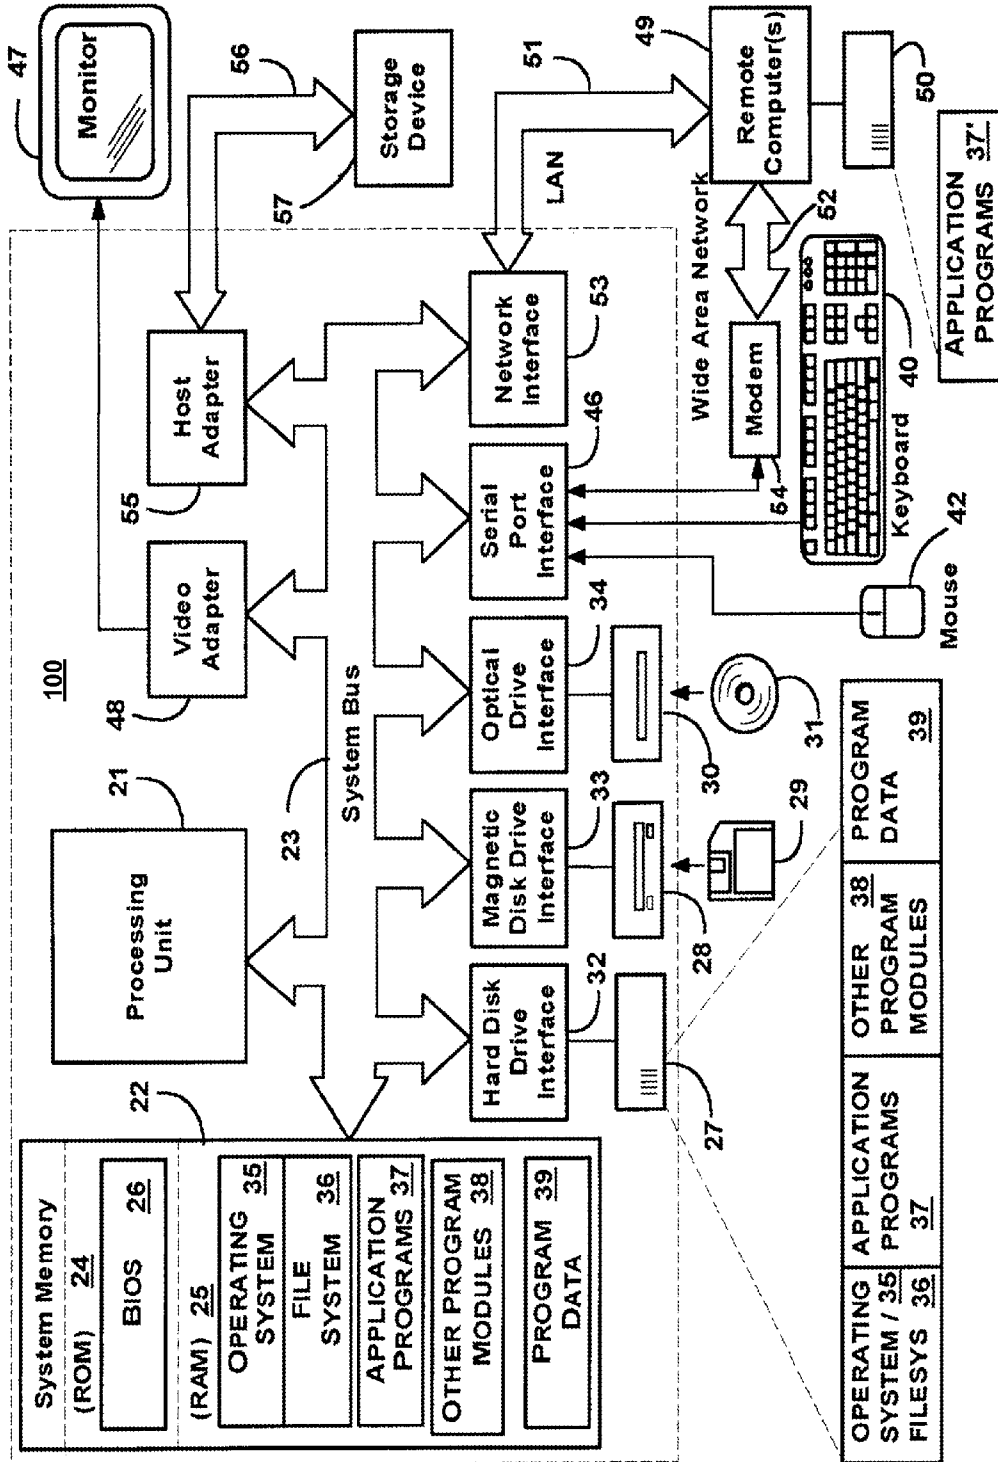 100
System Memory
(ROM) 24
BIOS 26
(RAM) 25
OPERATING
SYSTEM 35
FILE
SYSTEM 36
APPLICATION
PROGRAMS 37
OTHER PROGRAM
MODULES 38
PROGRAM
DATA 39
22
Processing
Unit
21
23
System Bus
Video
Adapter
48
Host
Adapter
55
Monitor
47
56
Storage
Device
57
Hard Disk
Drive
Interface
32
Magnetic
Disk Drive
Interface
33
Optical
Drive
Interface
34
Serial
Port
Interface
46
Network
Interface
53
LAN
51
27
28
29
30
31
Modem
54
Wide Area Network
52
Remote
Computer(s)
49
50
Keyboard
40
Mouse
42
OPERATING
SYSTEM / 35
FILESYS 36
APPLICATION
PROGRAMS
37
OTHER 38
PROGRAM
MODULES
PROGRAM
DATA
39
APPLICATION
PROGRAMS 37'